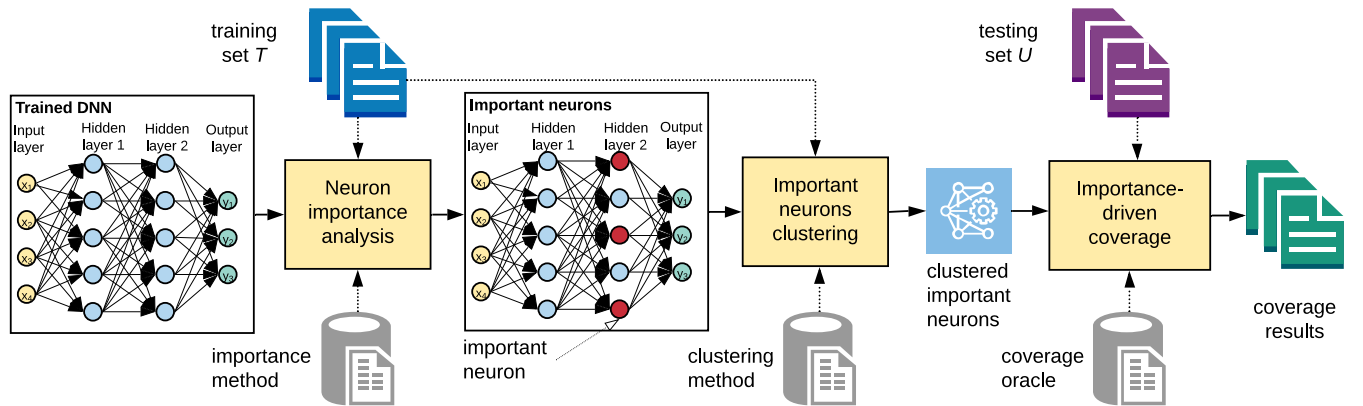 training
set T
testing
set U
Trained DNN
Input
layer
Hidden
layer 1
Hidden
layer 2
Output
layer
x1
x2
x3
x4
y1
y2
y3
Neuron
importance
analysis
importance
method
Important neurons
Input
layer
Hidden
layer 1
Hidden
layer 2
Output
layer
x1
x2
x3
x4
y1
y2
y3
important
neuron
Important
neurons
clustering
clustering
method
clustered
important
neurons
Importance-
driven
coverage
coverage
oracle
coverage
results